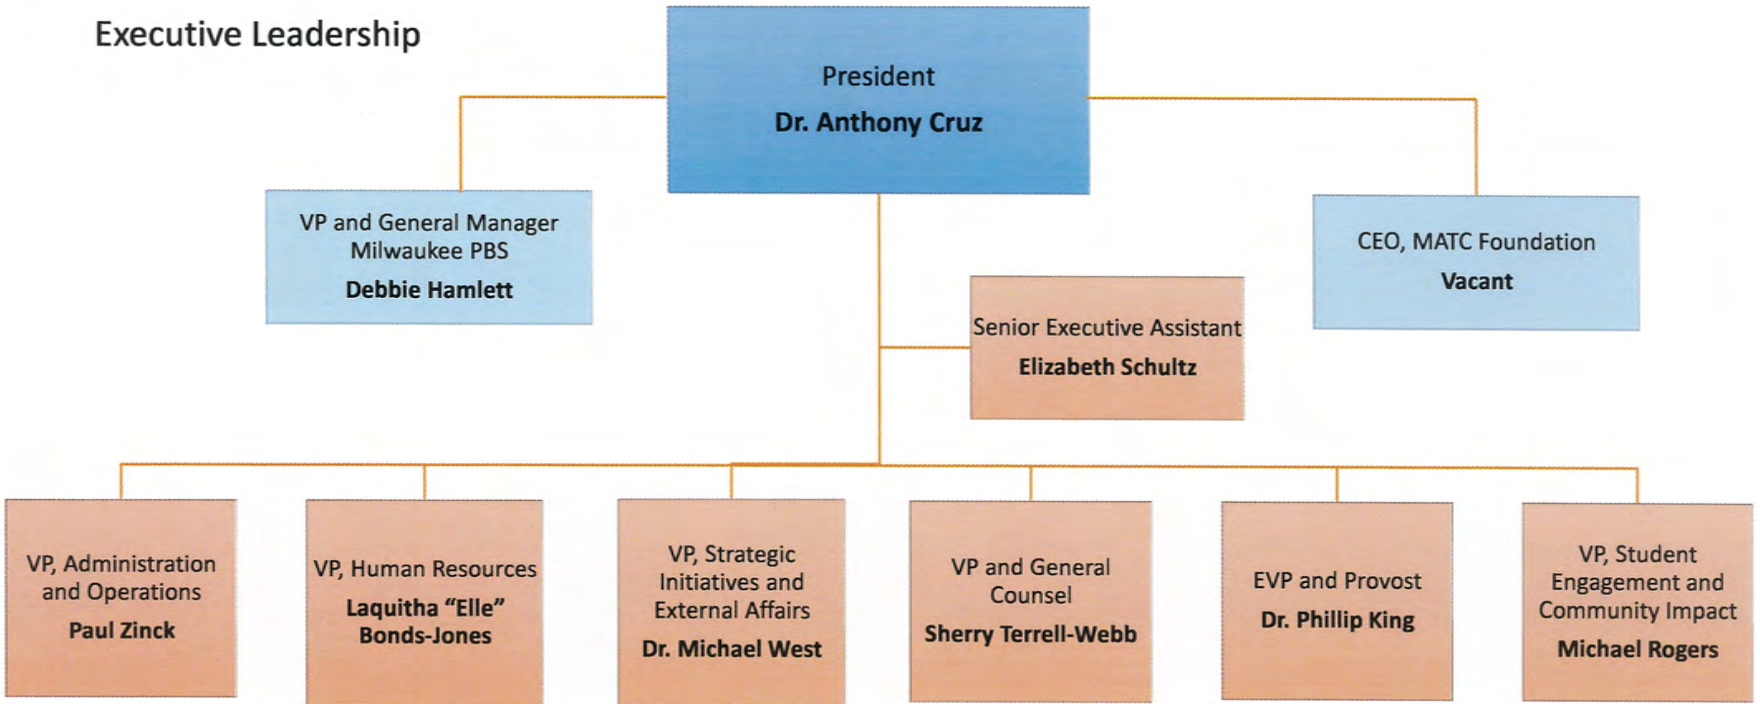 Executive Leadership
President
Dr. Anthony Cruz
VP and General Manager
Milwaukee PBS
Debbie Hamlett
CEO, MATC Foundation
Vacant
Senior Executive Assistant
Elizabeth Schultz
VP, Administration
and Operations
Paul Zinck
VP, Human Resources
Laquitha “Elle”
Bonds-Jones
VP, Strategic
Initiatives and
External Affairs
Dr. Michael West
VP and General
Counsel
Sherry Terrell-Webb
EVP and Provost
Dr. Phillip King
VP, Student
Engagement and
Community Impact
Michael Rogers